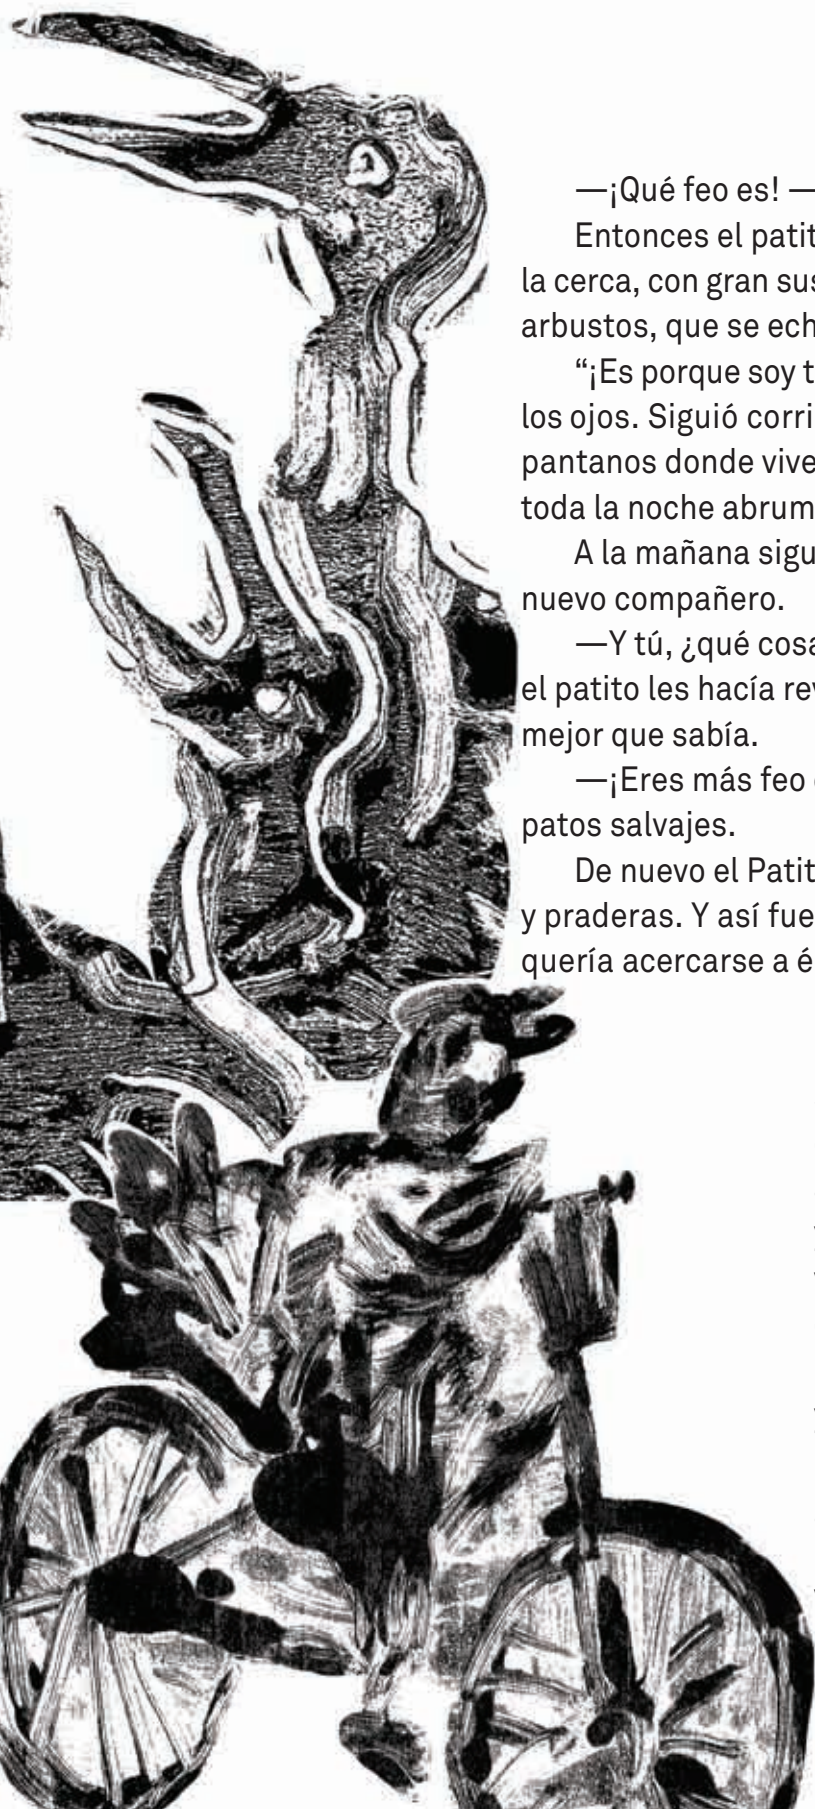 —¡Qué feo es! —
Entonces el patit
la cerca, con gran sus
arbustos, que se ech
“¡Es porque soy t
los ojos. Siguió corri
pantanos donde vive
toda la noche abrum
A la mañana sigu
nuevo compañero.
—Y tú, ¿qué cosa
el patito les hacía rev
mejor que sabía.
—¡Eres más feo
patos salvajes.
De nuevo el Patit
y praderas. Y así fue
quería acercarse a é